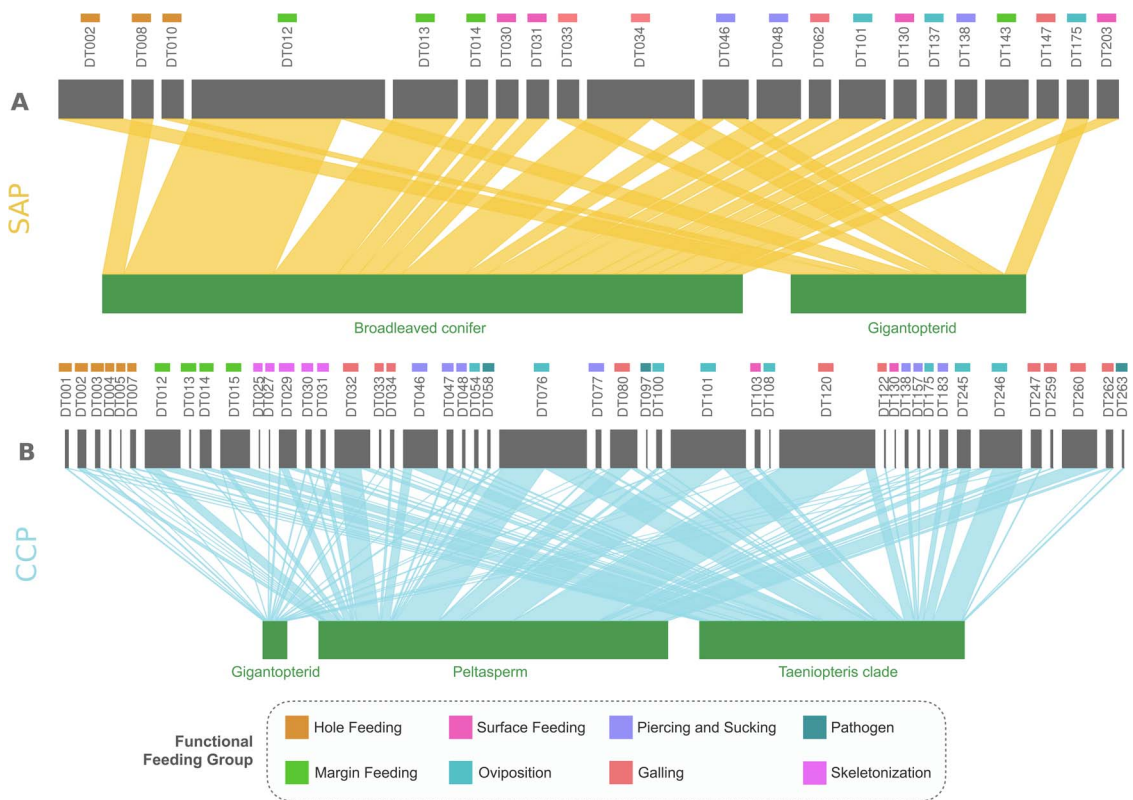 DT002 DT008 DT010 DT012 DT013 DT014 DT030 DT031 DT033 DT034 DT046 DT048 DT062 DT101 DT130 DT137 DT138 DT143 DT147 DT175 DT203
A
SAP
Broadleaved conifer Gigantopterid
DT001 DT002 DT003 DT004 DT005 DT007 DT012 DT013 DT014 DT015 DT025 DT027 DT029 DT030 DT031 DT032 DT033 DT034 DT046 DT047 DT048 DT054 DT058 DT076 DT077 DT080 DT097 DT100 DT101 DT103 DT108 DT120 DT122 DT130 DT138 DT157 DT175 DT183 DT245 DT246 DT247 DT259 DT260 DT262 DT263
B
CCP
Gigantopterid Peltasperm Taeniopteris clade
Functional
Feeding Group
Hole Feeding Surface Feeding Piercing and Sucking Pathogen
Margin Feeding Oviposition Galling Skeletonization